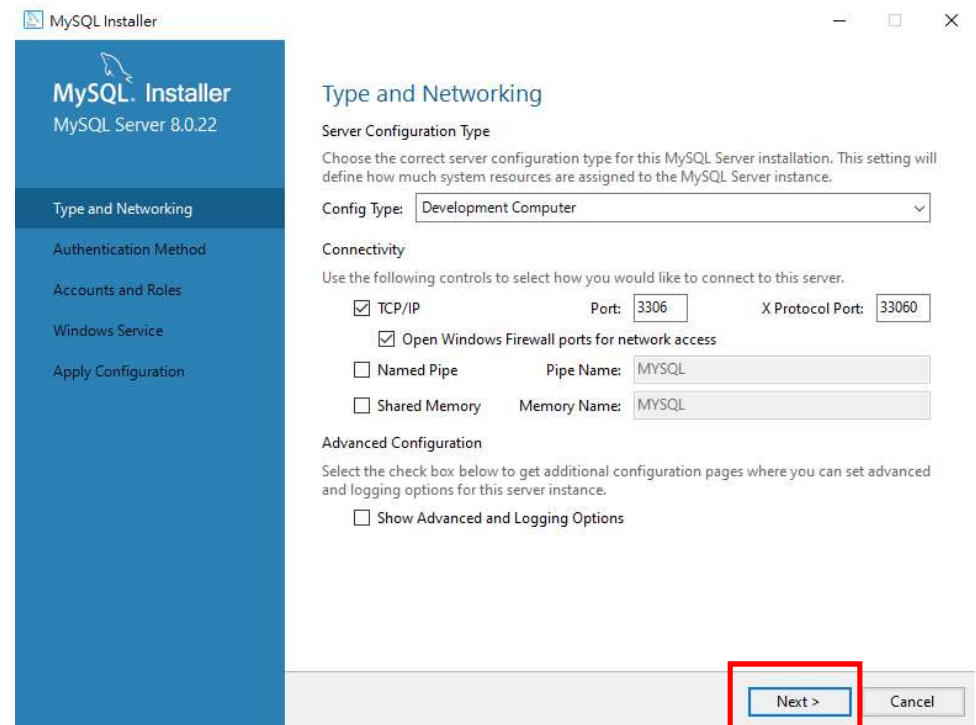 MySQL Installer
MySQL. Installer
MySQL Server 8.0.22
Type and Networking
Authentication Method
Accounts and Roles
Windows Service
Apply Configuration
Type and Networking
Server Configuration Type
Choose the correct server configuration type for this MySQL Server installation. This setting will
define how much system resources are assigned to the MySQL Server instance.
Config Type: Development Computer
Connectivity
Use the following controls to select how you would like to connect to this server.
TCP/IP Port: 3306 X Protocol Port: 33060
Open Windows Firewall ports for network access
Named Pipe Pipe Name: MYSQL
Shared Memory Memory Name: MYSQL
Advanced Configuration
Select the check box below to get additional configuration pages where you can set advanced
and logging options for this server instance.
Show Advanced and Logging Options
Next > Cancel